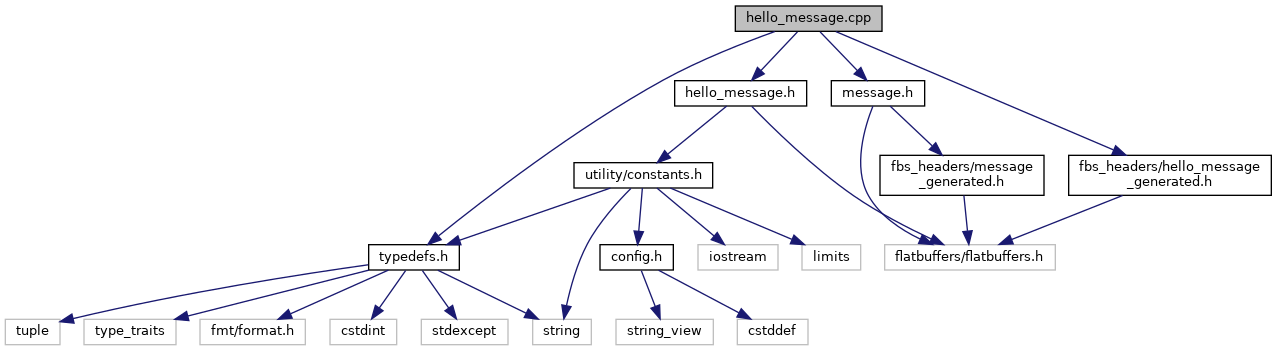 hello_message.cpp
hello_message.h
message.h
utility/constants.h
fbs_headers/message
_generated.h
fbs_headers/hello_message
_generated.h
typedefs.h
config.h
iostream
limits
flatbuffers/flatbuffers.h
tuple
type_traits
fmt/format.h
cstdint
stdexcept
string
string_view
cstddef